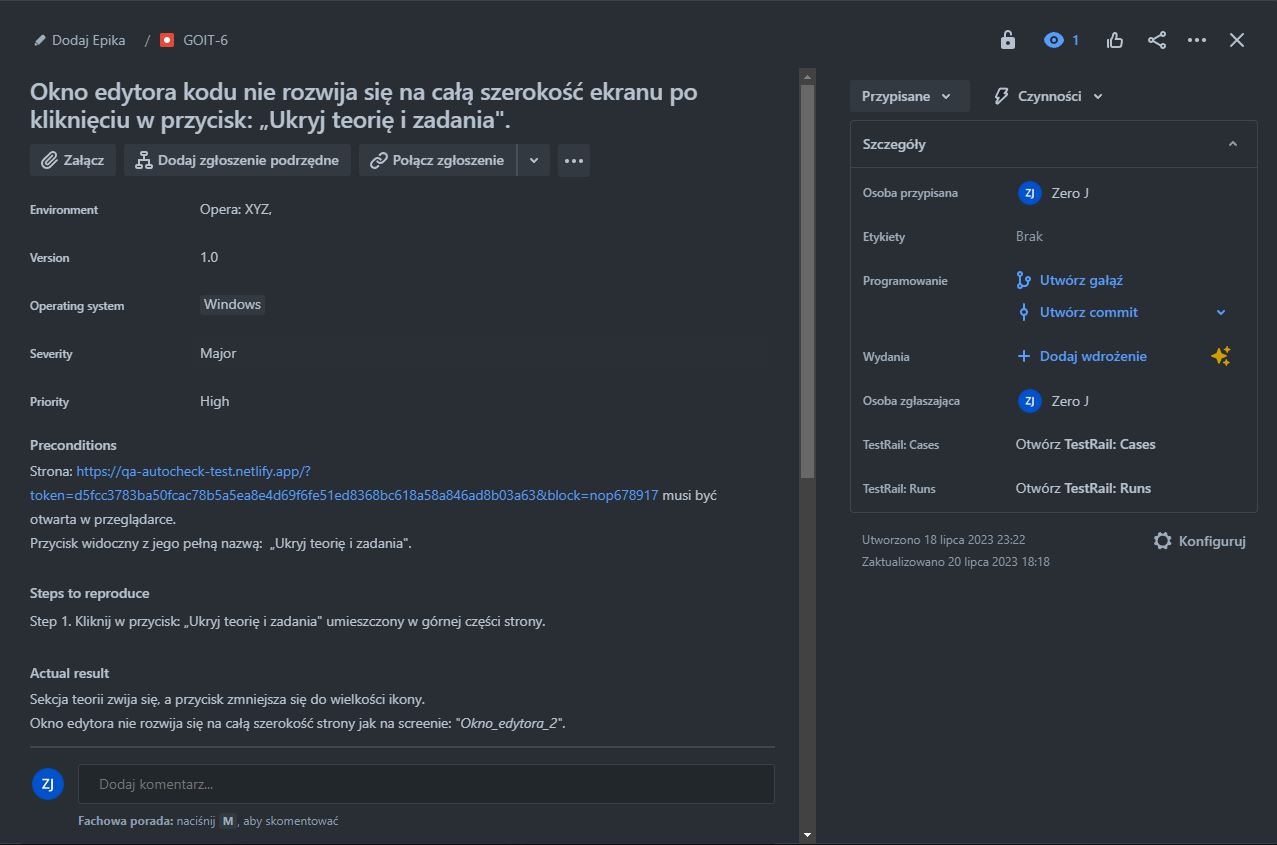 Dodaj Epika / GOIT-6
1
Okno edytora kodu nie rozwija się na całą szerokość ekranu po
kliknięciu w przycisk: „Ukryj teorię i zadania".
Załącz
Dodaj zgłoszenie podrzędne
Połącz zgłoszenie
Environment
Opera: XYZ,
Version
1.0
Operating system
Windows
Severity
Major
Priority
High
Preconditions
Strona: https://qa-autocheck-test.netlify.app/?
token=d5fcc3783ba50fcac78b5a5ea8e4d69f6fe51ed8368bc618a58a846ad8b03a63&block=nop678917 musi być
otwarta w przeglądarce.
Przycisk widoczny z jego pełną nazwą: „Ukryj teorię i zadania".
Steps to reproduce
Step 1. Kliknij w przycisk: „Ukryj teorię i zadania" umieszczony w górnej części strony.
Actual result
Sekcja teorii zwija się, a przycisk zmniejsza się do wielkości ikony.
Okno edytora nie rozwija się na całą szerokość strony jak na screenie: "Okno_edytora_2".
ZJ
Dodaj komentarz...
Fachowa porada: naciśnij M, aby skomentować
Przypisane
Czynności
Szczegóły
Osoba przypisana
ZJ Zero J
Etykiety
Brak
Programowanie
Utwórz gałąź
Utwórz commit
Wydania
Dodaj wdrożenie
Osoba zgłaszająca
ZJ Zero J
TestRail: Cases
Otwórz TestRail: Cases
TestRail: Runs
Otwórz TestRail: Runs
Utworzono 18 lipca 2023 23:22
Zaktualizowano 20 lipca 2023 18:18
Konfiguruj